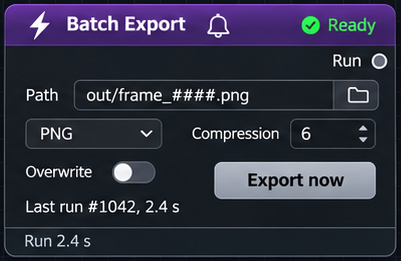 Batch Export
Ready
Run
Path out/frame_####.png
PNG Compression 6
Overwrite
Export now
Last run #1042, 2.4 s
Run 2.4 s